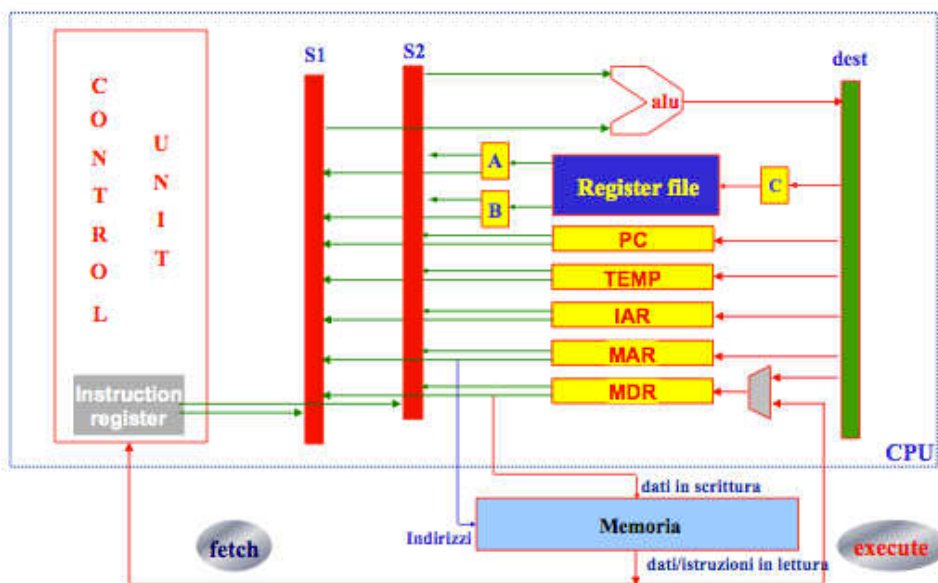 S1
S2
dest
CONTROL
UNIT
alu
A
B
Register file
C
PC
TEMP
IAR
MAR
MDR
Instruction
register
CPU
dati in scrittura
Indirizzi
Memoria
fetch
execute
dati/istruzioni in lettura